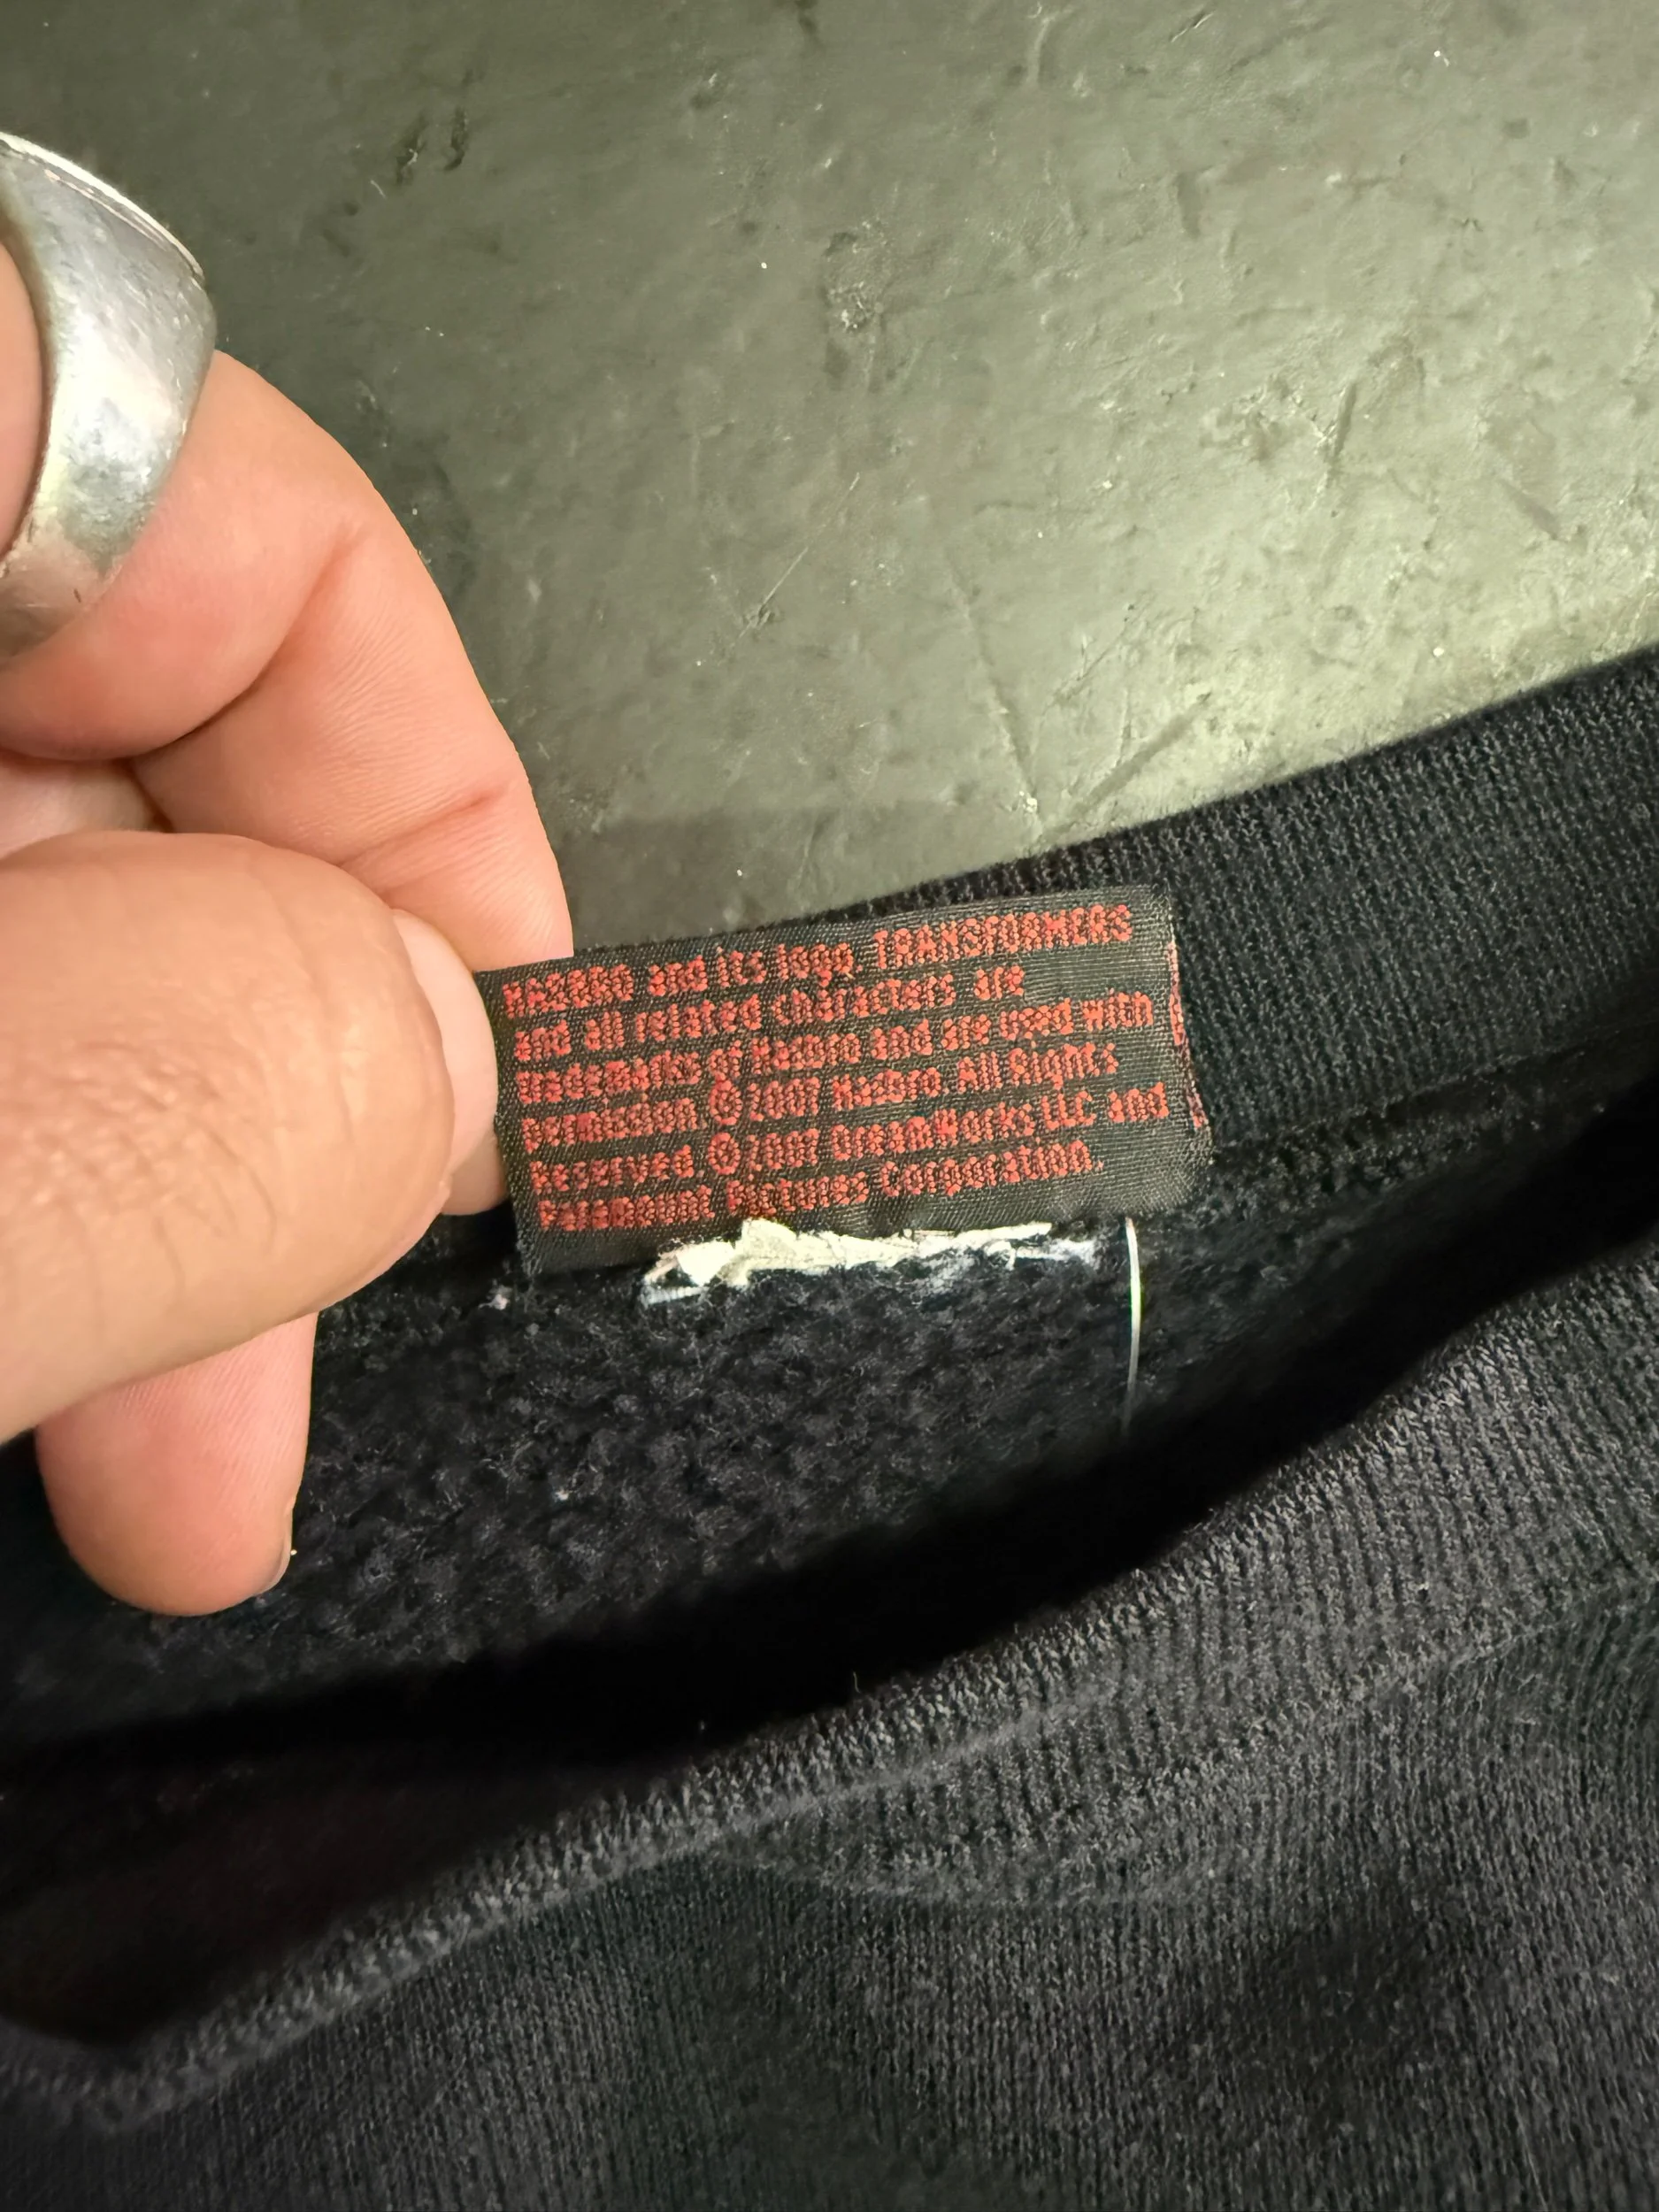 HASBRO and its logo, TRANSFORMERS
and all related characters are
trademarks of Hasbro and are used with
permission. © 2007 Hasbro. All Rights
Reserved. © 2007 DreamWorks LLC and
Paramount Pictures Corporation.